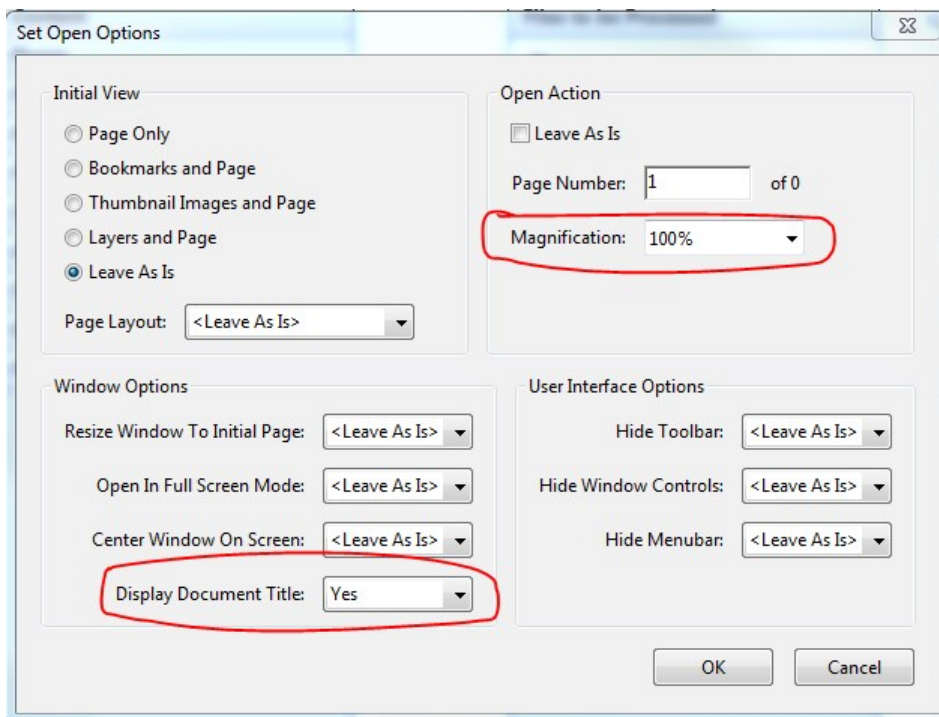 Set Open Options
Initial View
Page Only
Bookmarks and Page
Thumbnail Images and Page
Layers and Page
Leave As Is
Page Layout: <Leave As Is>
Open Action
Leave As Is
Page Number: 1 of 0
Magnification: 100%
Window Options
Resize Window To Initial Page: <Leave As Is>
Open In Full Screen Mode: <Leave As Is>
Center Window On Screen: <Leave As Is>
Display Document Title: Yes
User Interface Options
Hide Toolbar: <Leave As Is>
Hide Window Controls: <Leave As Is>
Hide Menubar: <Leave As Is>
OK Cancel